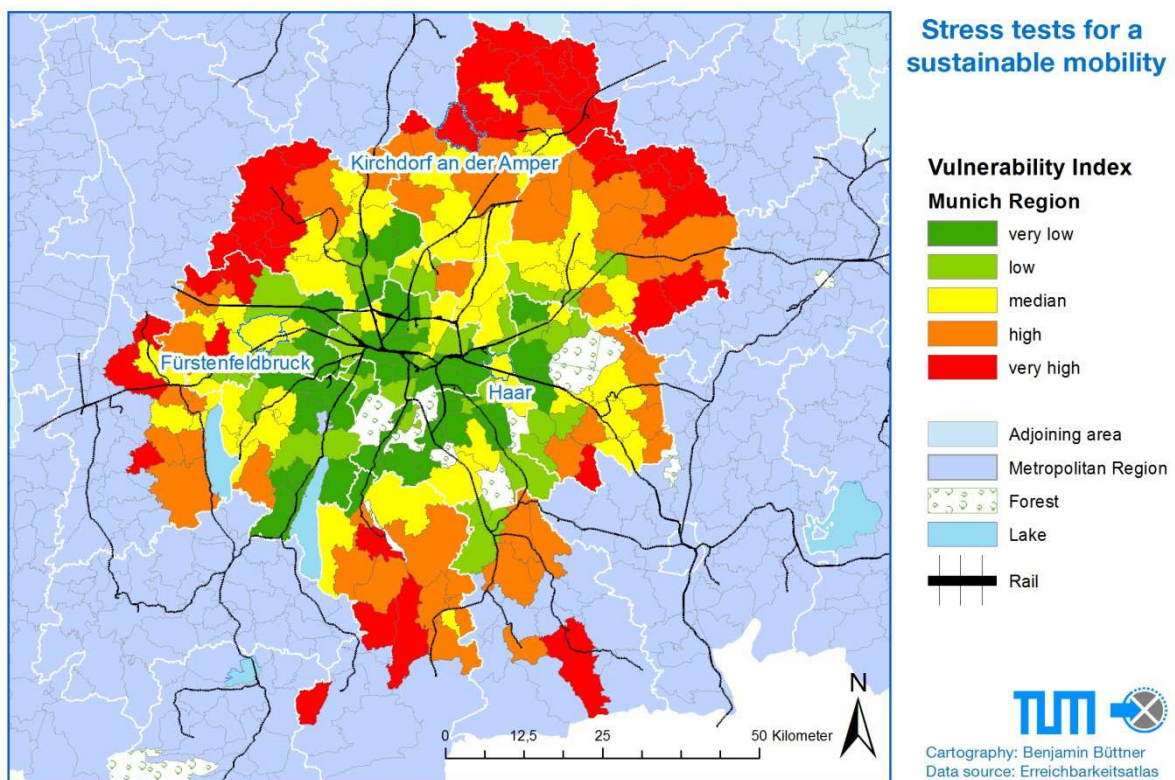 Stress tests for a
sustainable mobility
Kirchdorf an der Amper
Fürstenfeldbruck
Haar
Vulnerability Index
Munich Region
very low
low
median
high
very high
Adjoining area
Metropolitan Region
Forest
Lake
Rail
N
0 12,5 25 50 Kilometer
TUM
Cartography: Benjamin Büttner
Data source: Erreichbarkeitsatlas